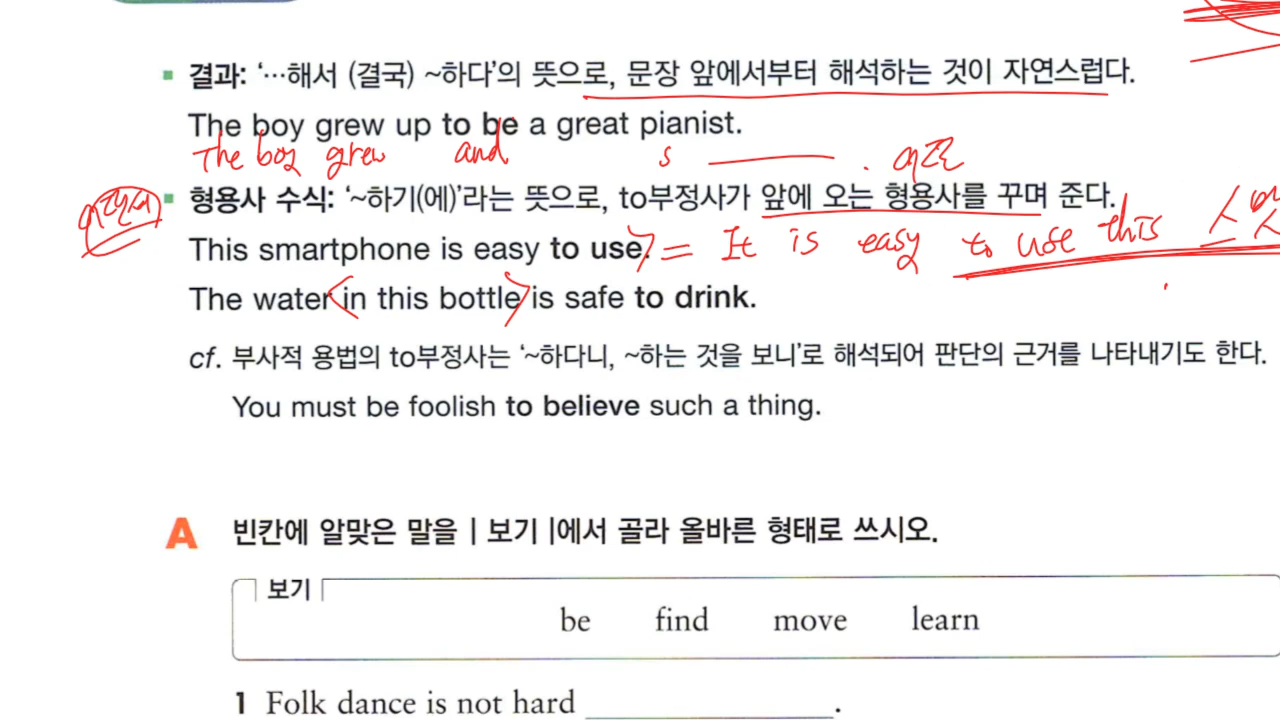 ▪ 결과: ‘…해서 (결국) ~하다’의 뜻으로, 문장 앞에서부터 해석하는 것이 자연스럽다.
The boy grew up to be a great pianist.
The boy grew and s
▪ 형용사 수식: ‘~하기(에)’라는 뜻으로, to부정사가 앞에 오는 형용사를 꾸며 준다.
This smartphone is easy to use. = It is easy to use this
The water in this bottle is safe to drink.
cf. 부사적 용법의 to부정사는 ‘~하다니, ~하는 것을 보니’로 해석되어 판단의 근거를 나타내기도 한다.
You must be foolish to believe such a thing.
A 빈칸에 알맞은 말을 | 보기 |에서 골라 올바른 형태로 쓰시오.
보기
be find move learn
1 Folk dance is not hard ____________.